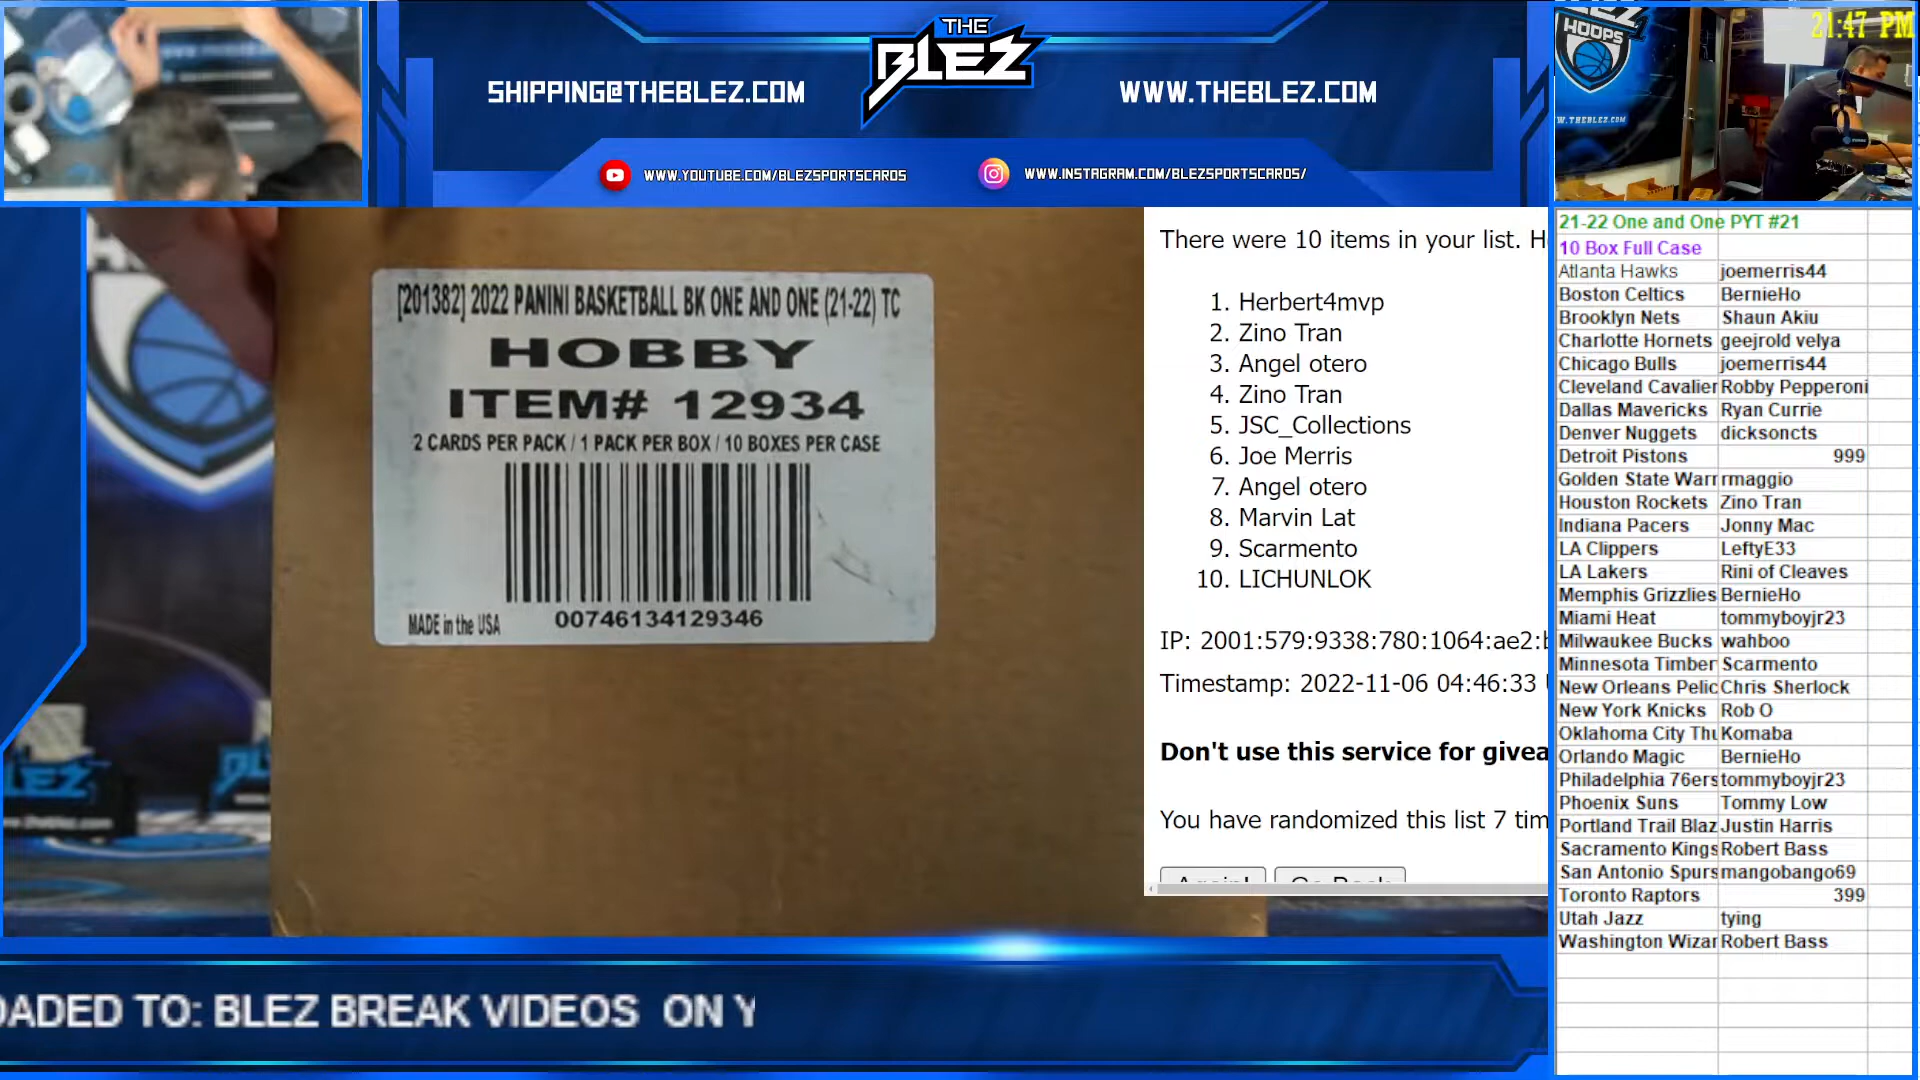 THE
BLEZ
SHIPPING@THEBLEZ.COM
WWW.THEBLEZ.COM
WWW.YOUTUBE.COM/BLEZSPORTSCARDS
WWW.INSTAGRAM.COM/BLEZSPORTSCARDS/
HOOPS
W.THEBLEZ.COM
21:47 PM
[201382] 2022 PANINI BASKETBALL BK ONE AND ONE (21-22) TC
HOBBY
ITEM# 12934
2 CARDS PER PACK / 1 PACK PER BOX / 10 BOXES PER CASE
MADE in the USA
00746134129346
There were 10 items in your list. H
1. Herbert4mvp
2. Zino Tran
3. Angel otero
4. Zino Tran
5. JSC_Collections
6. Joe Merris
7. Angel otero
8. Marvin Lat
9. Scarmento
10. LICHUNLOK
IP: 2001:579:9338:780:1064:ae2:b
Timestamp: 2022-11-06 04:46:33
Don't use this service for givea
You have randomized this list 7 tim
Again! Go Back
21-22 One and One PYT #21
10 Box Full Case
Atlanta Hawks joemerris44
Boston Celtics BernieHo
Brooklyn Nets Shaun Akiu
Charlotte Hornets geejrold velya
Chicago Bulls joemerris44
Cleveland Cavalier Robby Pepperoni
Dallas Mavericks Ryan Currie
Denver Nuggets dicksoncts
Detroit Pistons 999
Golden State Warr rmaggio
Houston Rockets Zino Tran
Indiana Pacers Jonny Mac
LA Clippers LeftyE33
LA Lakers Rini of Cleaves
Memphis Grizzlies BernieHo
Miami Heat tommyboyjr23
Milwaukee Bucks wahboo
Minnesota Timber Scarmento
New Orleans Pelic Chris Sherlock
New York Knicks Rob O
Oklahoma City Thu Komaba
Orlando Magic BernieHo
Philadelphia 76ers tommyboyjr23
Phoenix Suns Tommy Low
Portland Trail Blaz Justin Harris
Sacramento Kings Robert Bass
San Antonio Spurs mangobango69
Toronto Raptors 399
Utah Jazz tying
Washington Wizar Robert Bass
OADED TO: BLEZ BREAK VIDEOS ON Y